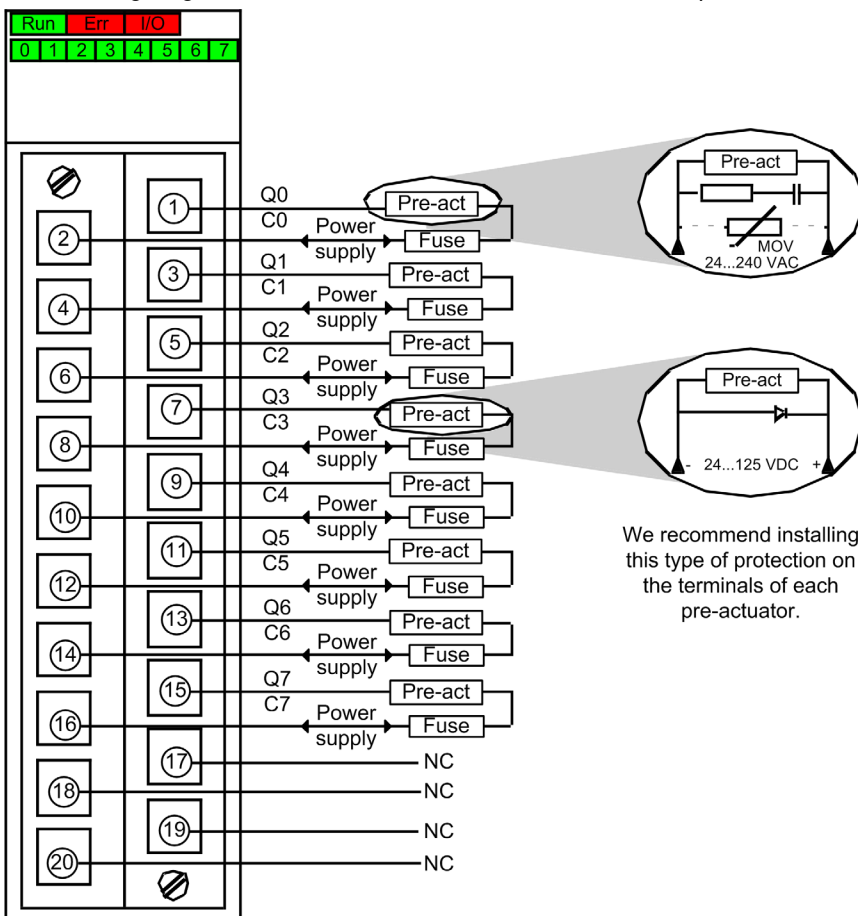 Run Err I/O
0 1 2 3 4 5 6 7
1 Q0 Pre-act
2 C0 Power supply Fuse
3 Q1 Pre-act
4 C1 Power supply Fuse
5 Q2 Pre-act
6 C2 Power supply Fuse
7 Q3 Pre-act
8 C3 Power supply Fuse
9 Q4 Pre-act
10 C4 Power supply Fuse
11 Q5 Pre-act
12 C5 Power supply Fuse
13 Q6 Pre-act
14 C6 Power supply Fuse
15 Q7 Pre-act
16 C7 Power supply Fuse
17 NC
18 NC
19 NC
20 NC
Pre-act
MOV
24...240 VAC
Pre-act
- 24...125 VDC +
We recommend installing
this type of protection on
the terminals of each
pre-actuator.